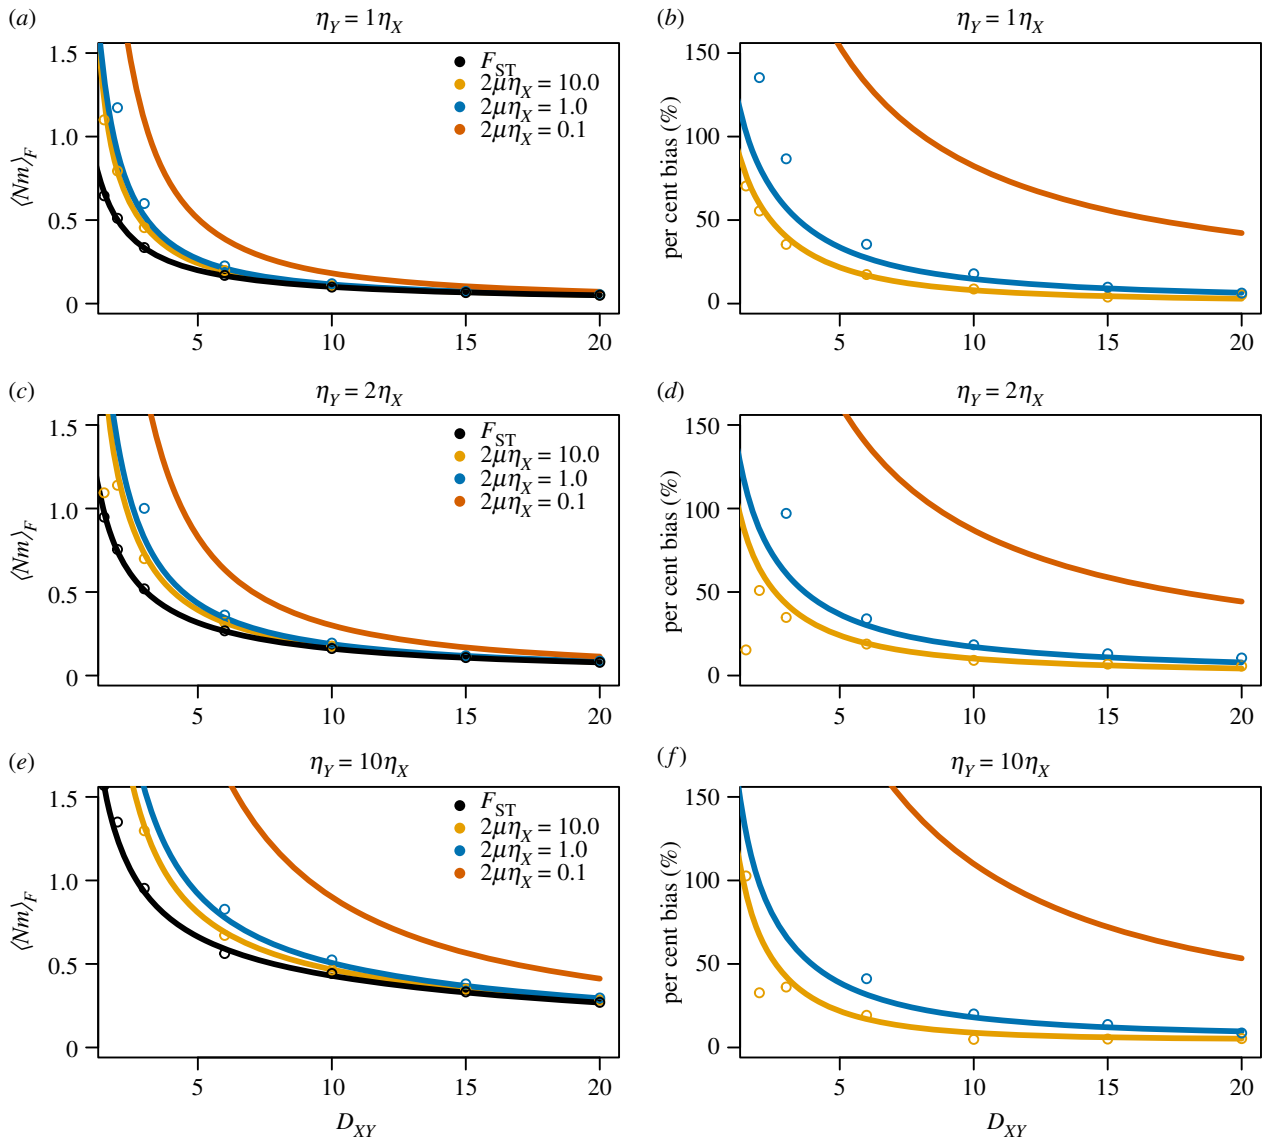 (a) η_Y = 1η_X
1.5
1.0
0.5
0
⟨Nm⟩_F
F_ST
2μη_X = 10.0
2μη_X = 1.0
2μη_X = 0.1
5 10 15 20
(b) η_Y = 1η_X
150
100
50
0
per cent bias (%)
5 10 15 20
(c) η_Y = 2η_X
1.5
1.0
0.5
0
⟨Nm⟩_F
F_ST
2μη_X = 10.0
2μη_X = 1.0
2μη_X = 0.1
5 10 15 20
(d) η_Y = 2η_X
150
100
50
0
per cent bias (%)
5 10 15 20
(e) η_Y = 10η_X
1.5
1.0
0.5
0
⟨Nm⟩_F
F_ST
2μη_X = 10.0
2μη_X = 1.0
2μη_X = 0.1
5 10 15 20
D_XY
(f) η_Y = 10η_X
150
100
50
0
per cent bias (%)
5 10 15 20
D_XY